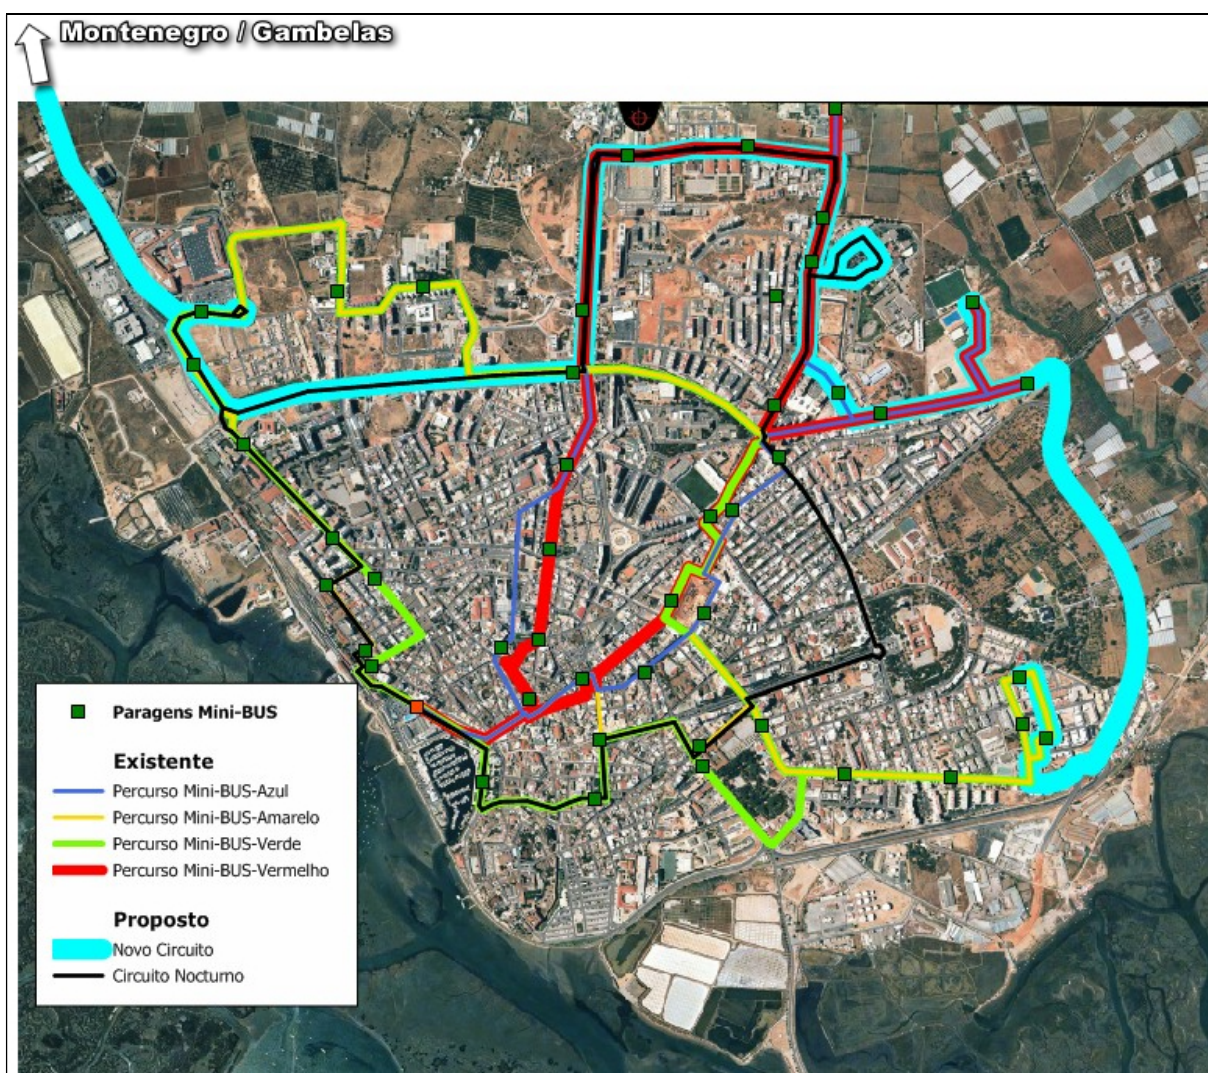 Montenegro / Gambelas
Paragens Mini-BUS
Existente
Percurso Mini-BUS-Azul
Percurso Mini-BUS-Amarelo
Percurso Mini-BUS-Verde
Percurso Mini-BUS-Vermelho
Proposto
Novo Circuito
Circuito Nocturno